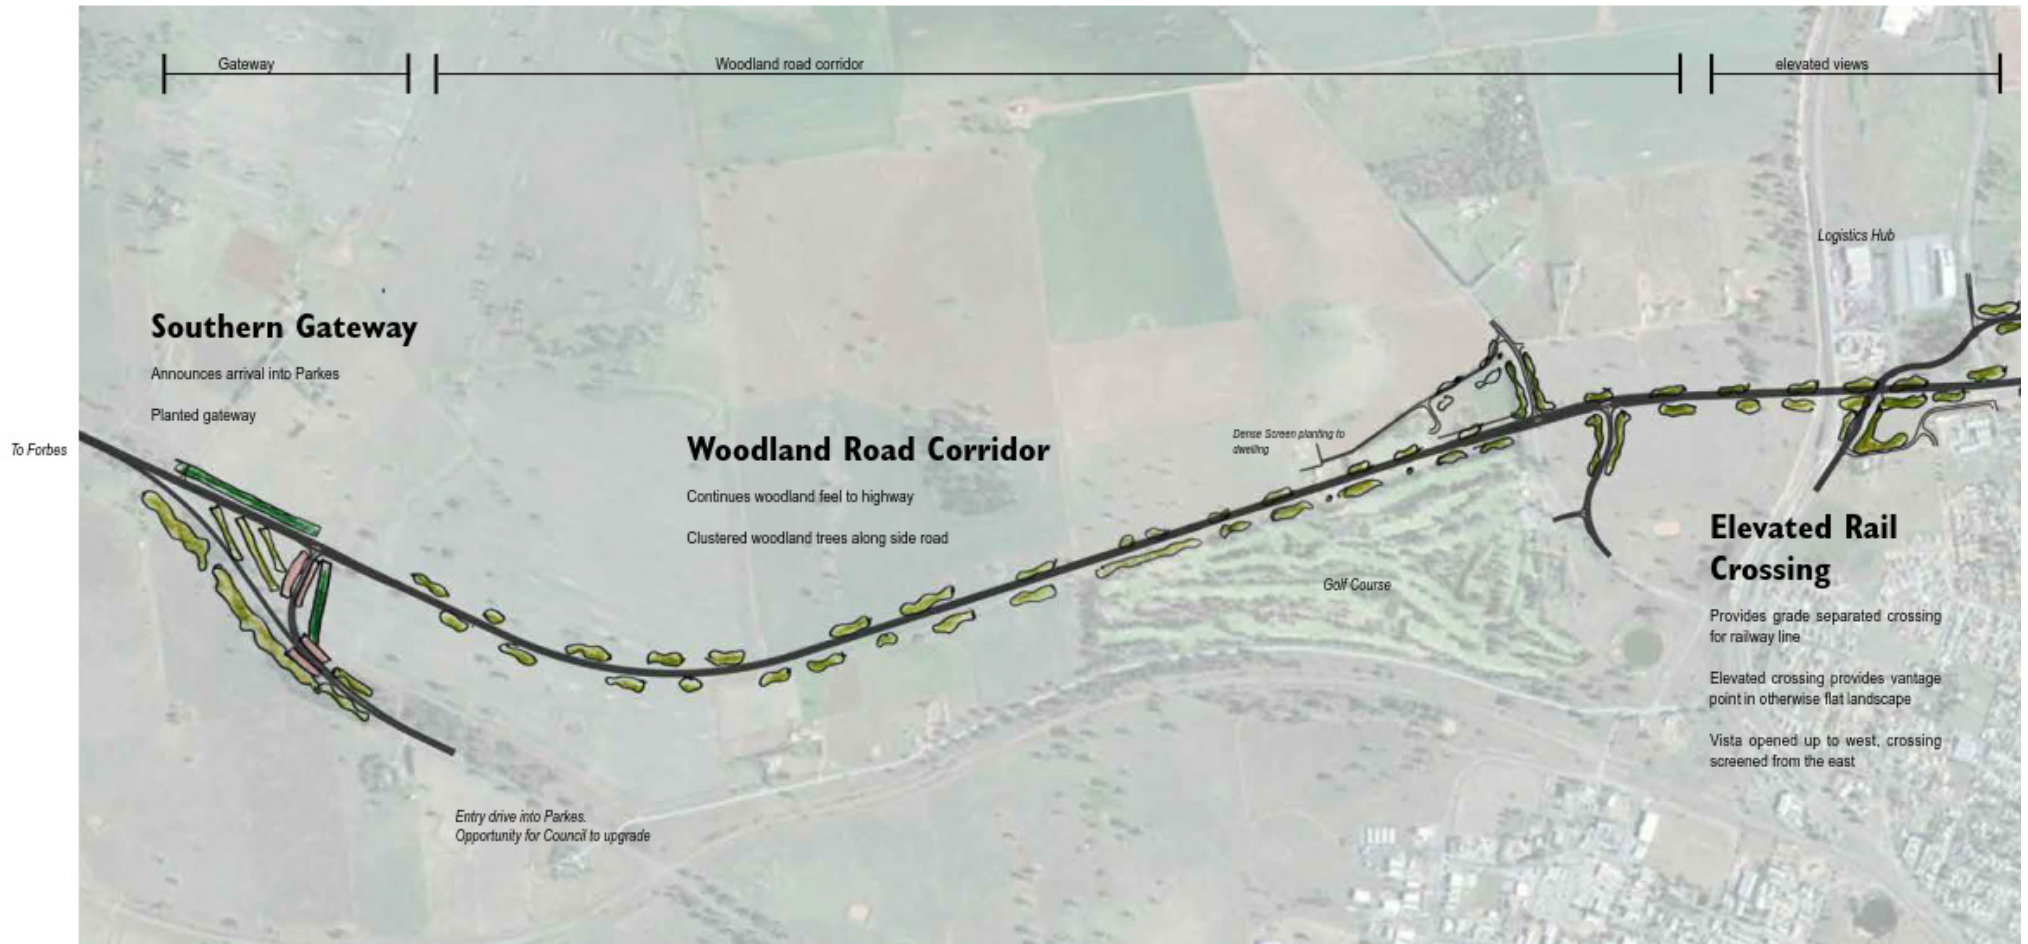 Gateway
Woodland road corridor
elevated views
Logistics Hub
Southern Gateway
Announces arrival into Parkes
Planted gateway
To Forbes
Woodland Road Corridor
Continues woodland feel to highway
Clustered woodland trees along side road
Dense Screen planting to
dwelling
Golf Course
Elevated Rail
Crossing
Provides grade separated crossing
for railway line
Elevated crossing provides vantage
point in otherwise flat landscape
Vista opened up to west, crossing
screened from the east
Entry drive into Parkes.
Opportunity for Council to upgrade